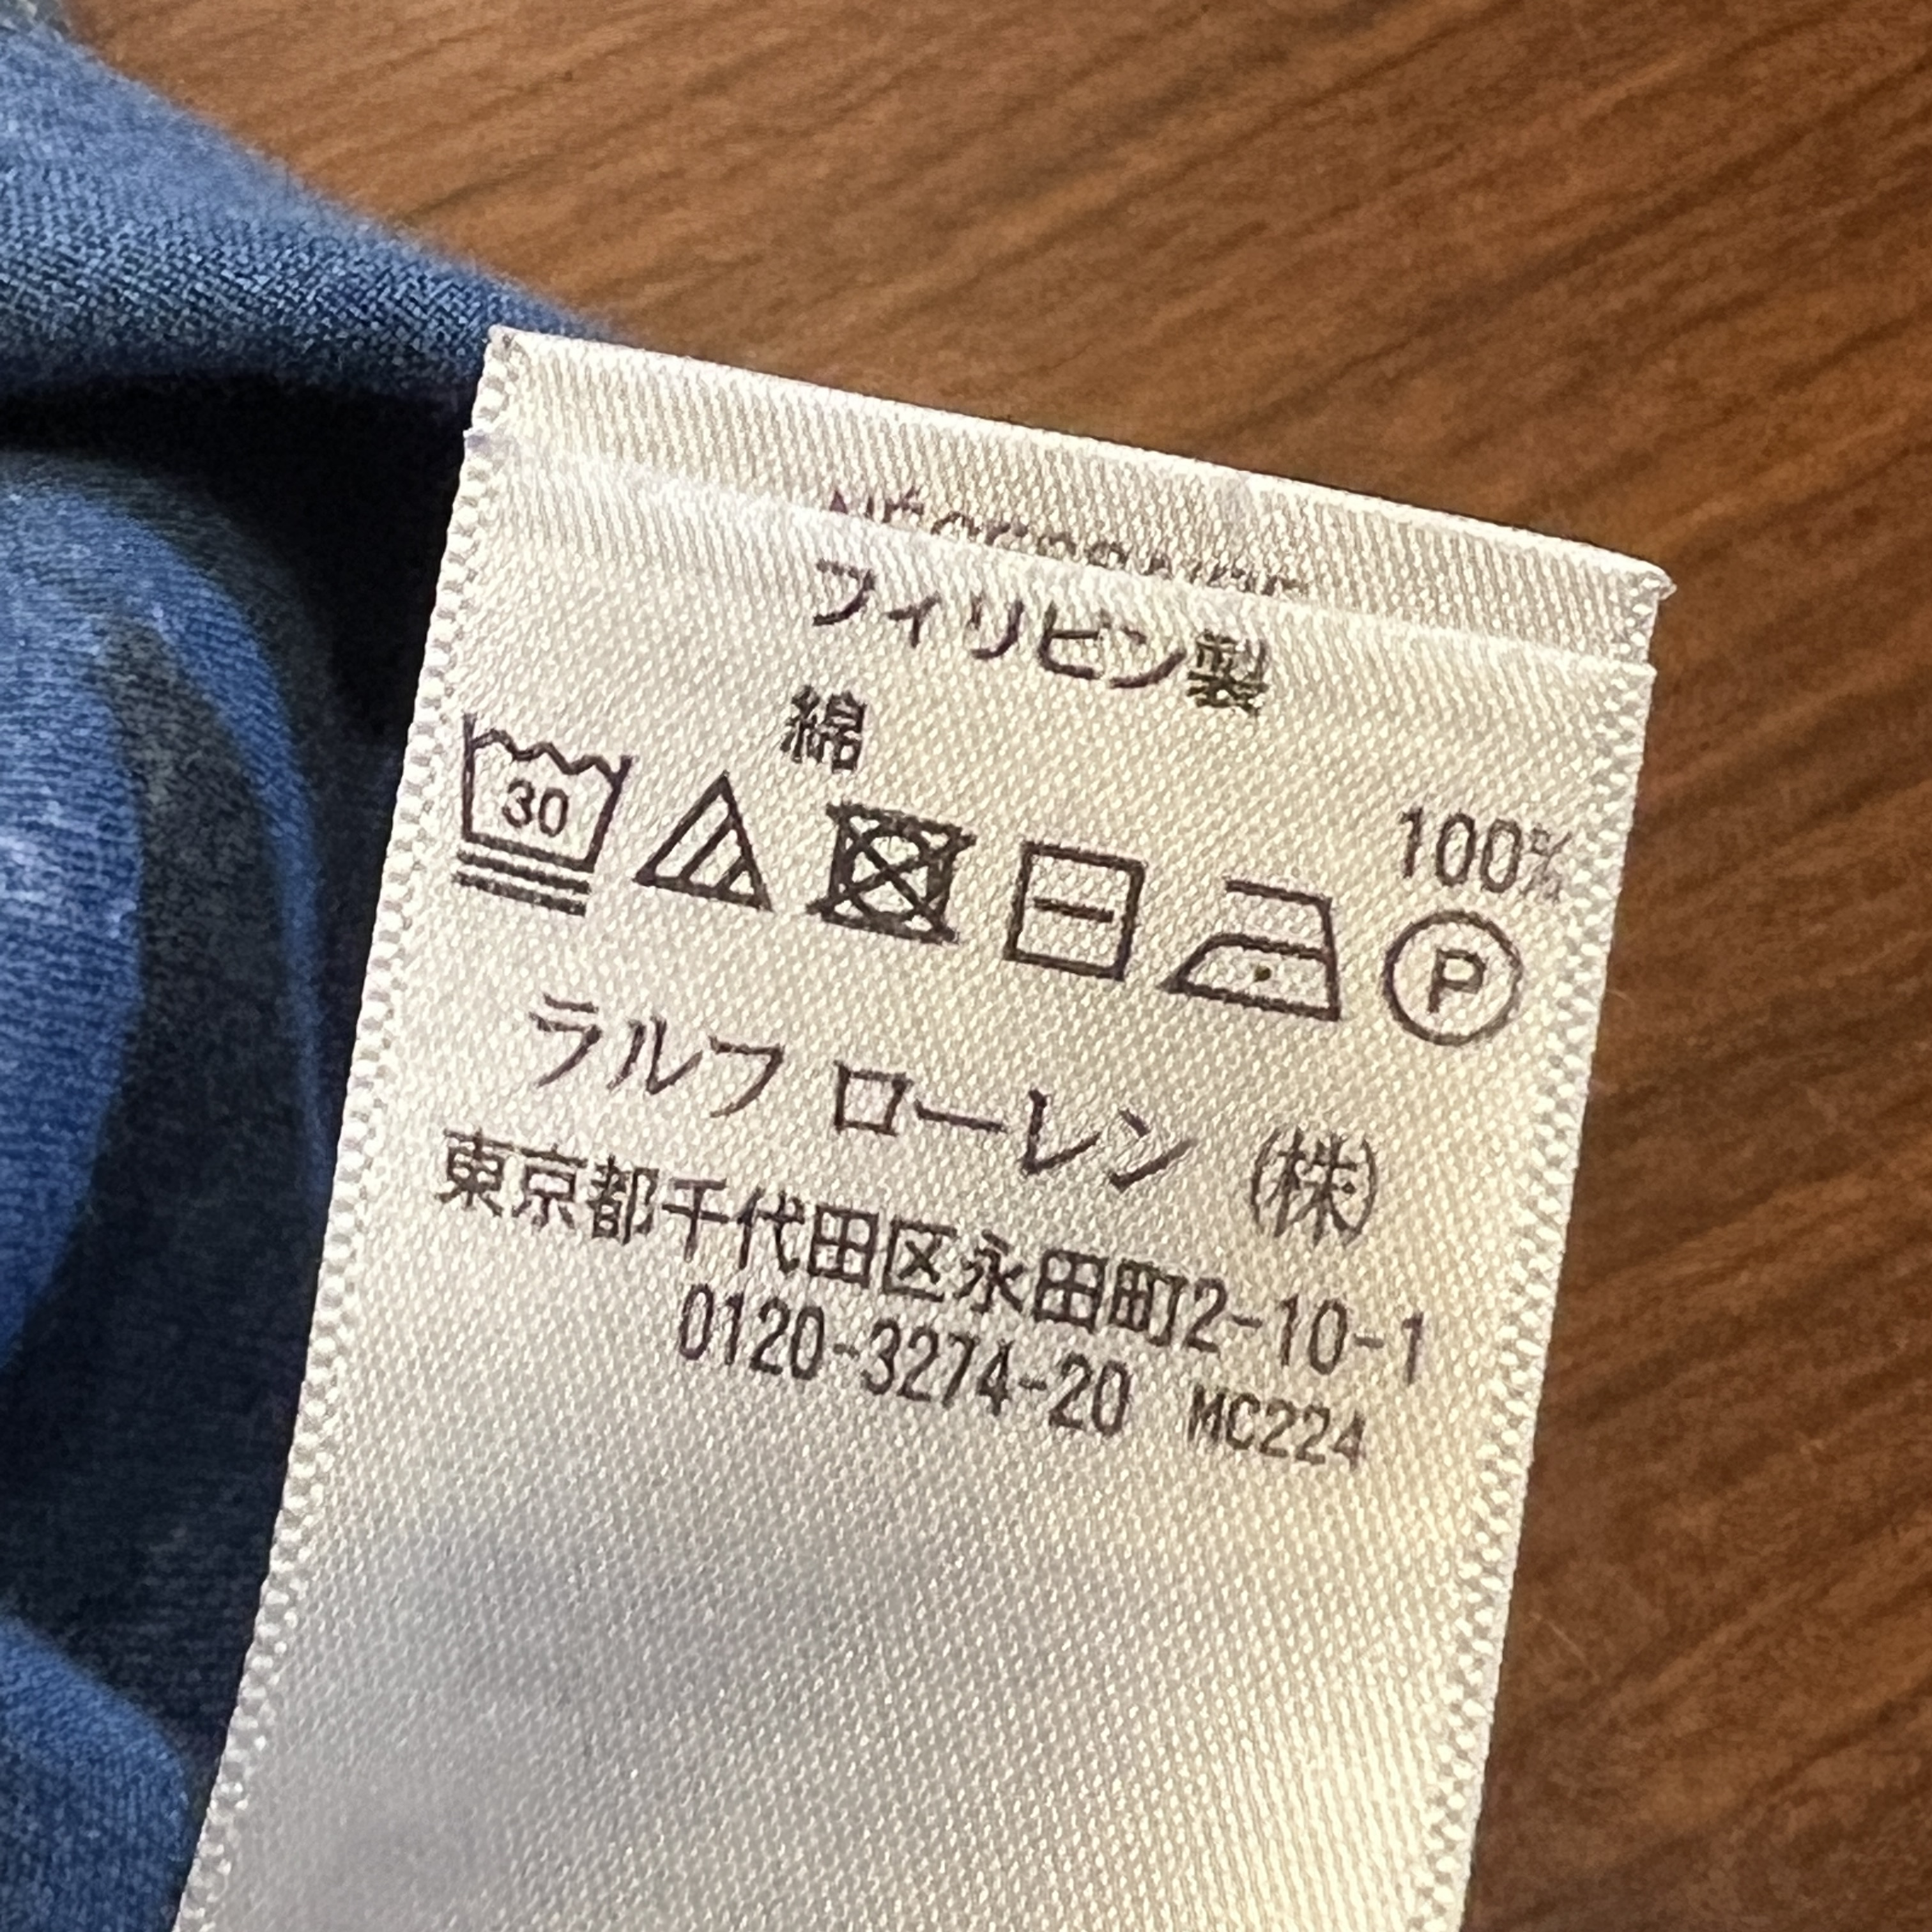 フィリピン製
綿 100%
30 P
ラルフ ローレン (株)
東京都千代田区永田町2-10-1
0120-3274-20 MC224